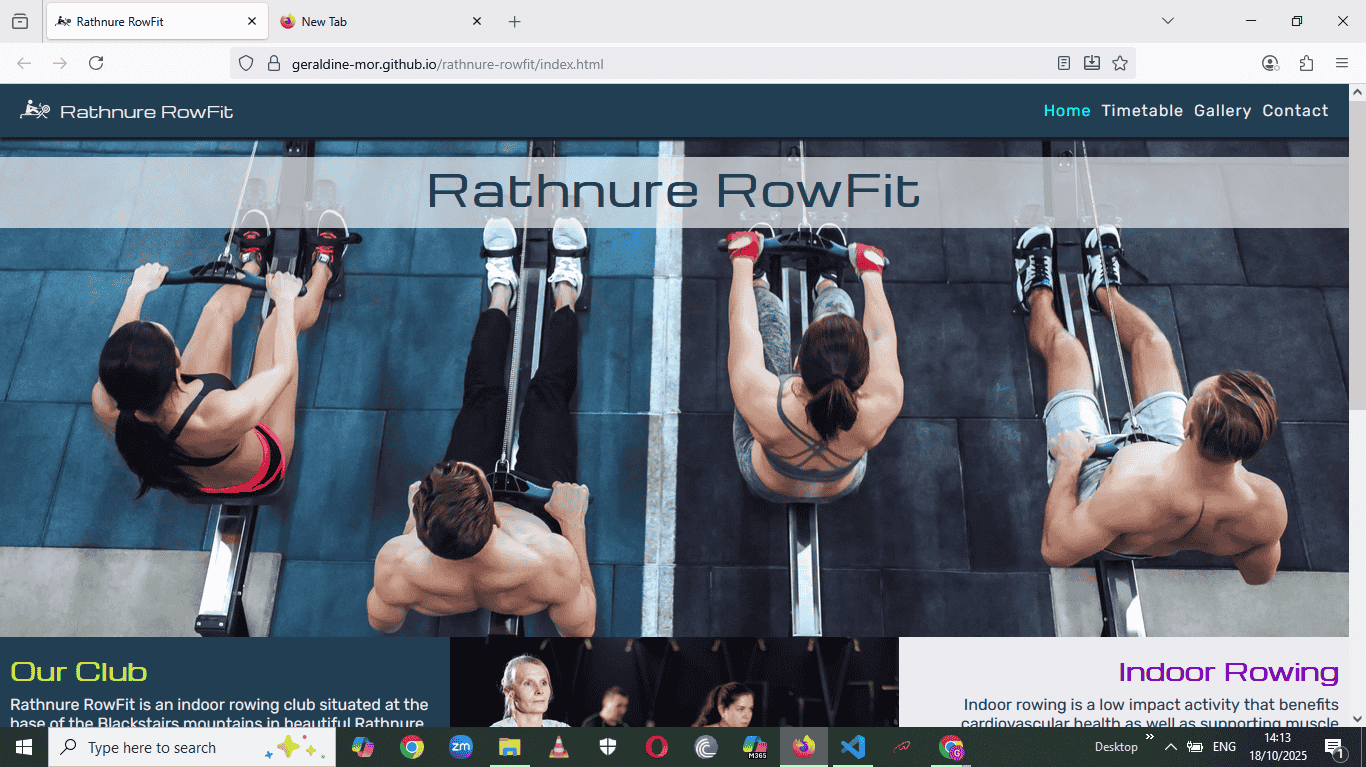 Rathnure RowFit
New Tab
geraldine-mor.github.io/rathnure-rowfit/index.html
Rathnure RowFit
Home Timetable Gallery Contact
Rathnure RowFit
Our Club
Rathnure RowFit is an indoor rowing club situated at the
base of the Blackstairs mountains in beautiful Rathnure,
Indoor Rowing
Indoor rowing is a low impact activity that benefits
cardiovascular health as well as supporting muscle
Type here to search
zm
M365
G
Desktop
ENG
14:13
18/10/2025
1